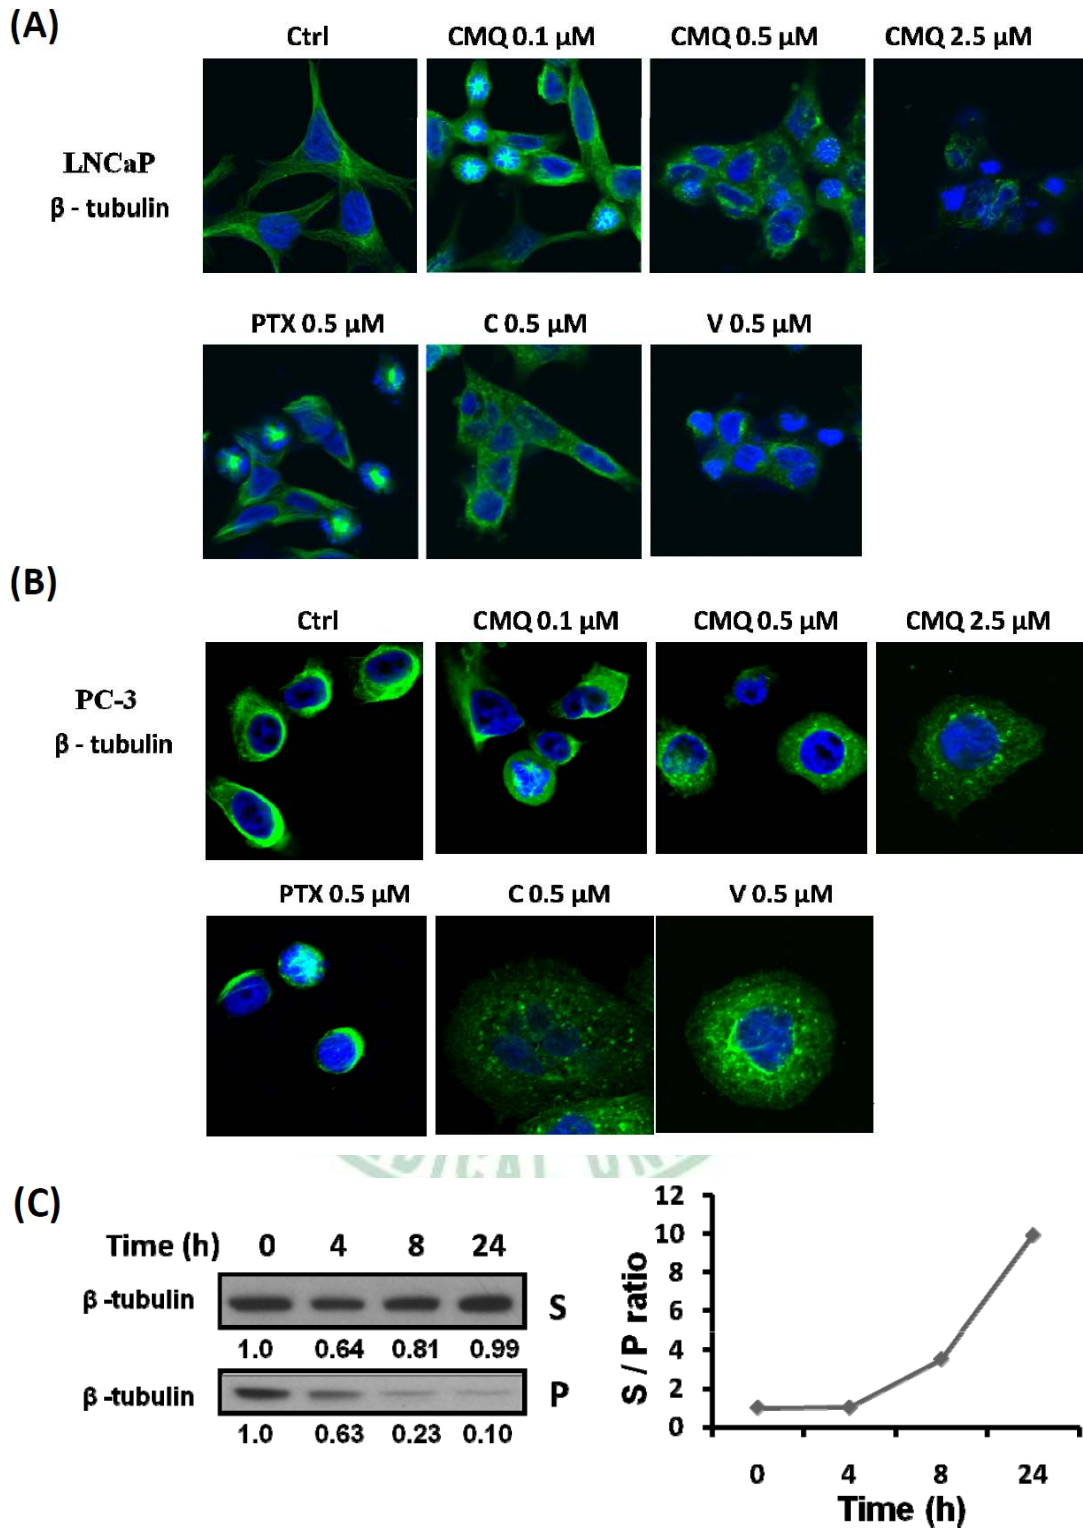 (A)
Ctrl CMQ 0.1 μM CMQ 0.5 μM CMQ 2.5 μM
LNCaP
β - tubulin
PTX 0.5 μM C 0.5 μM V 0.5 μM
(B)
Ctrl CMQ 0.1 μM CMQ 0.5 μM CMQ 2.5 μM
PC-3
β - tubulin
PTX 0.5 μM C 0.5 μM V 0.5 μM
DICAL UN
(C)
Time (h) 0 4 8 24
β -tubulin S
1.0 0.64 0.81 0.99
β -tubulin P
1.0 0.63 0.23 0.10
S / P ratio
12
10
8
6
4
2
0
0 4 8 24
Time (h)